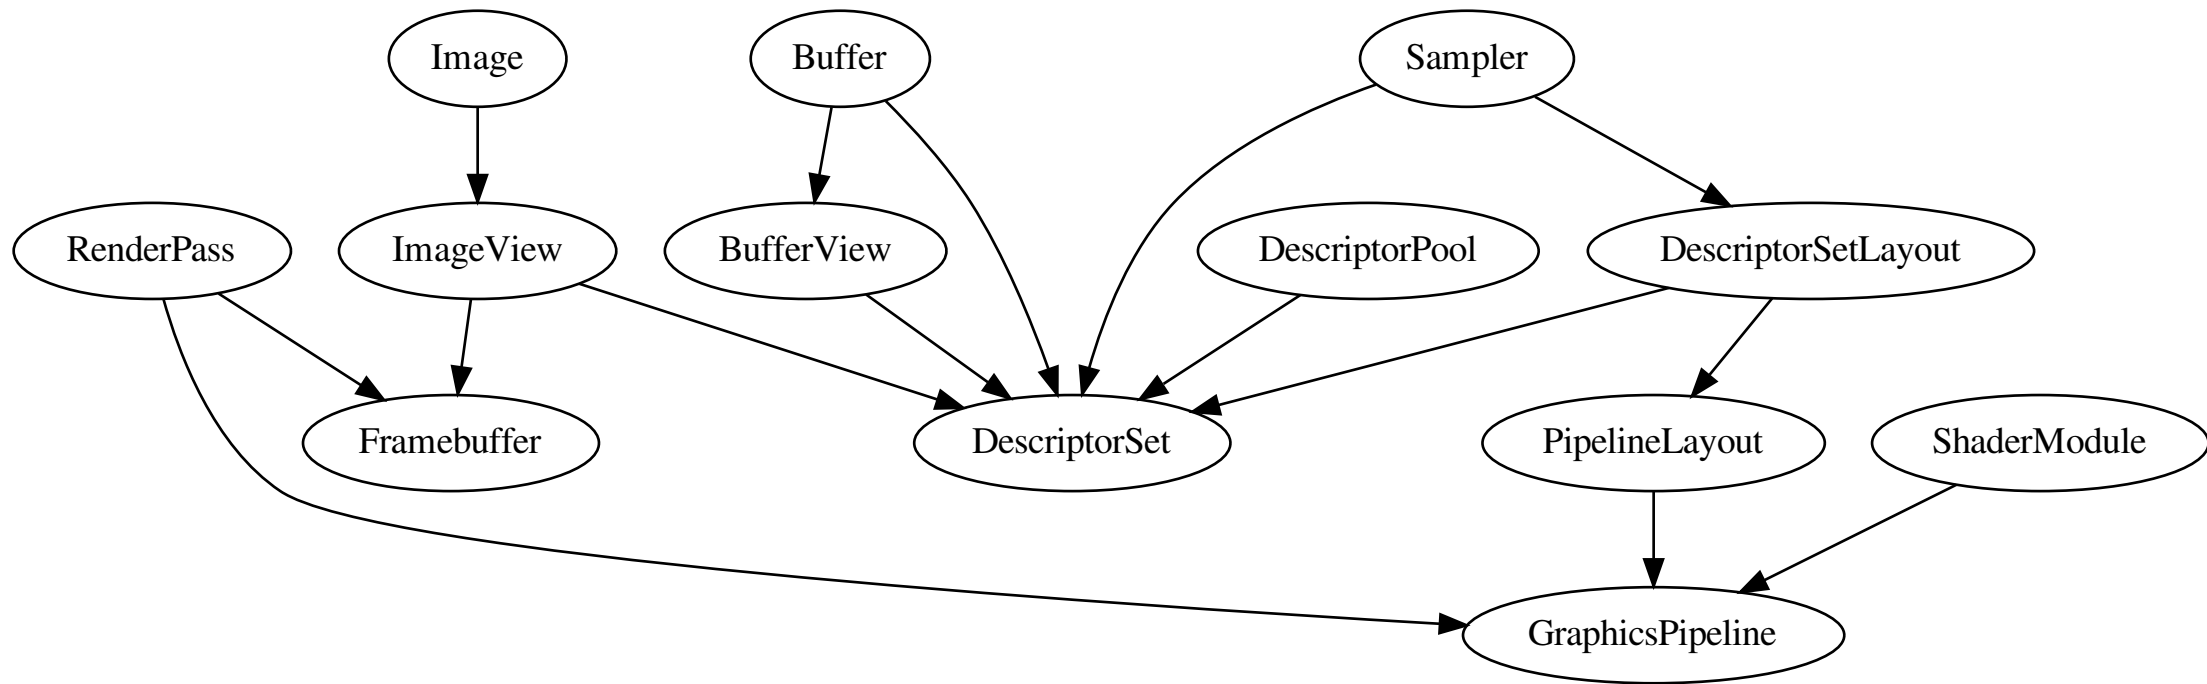 Image
Buffer
Sampler
RenderPass
ImageView
BufferView
DescriptorPool
DescriptorSetLayout
Framebuffer
DescriptorSet
PipelineLayout
ShaderModule
GraphicsPipeline